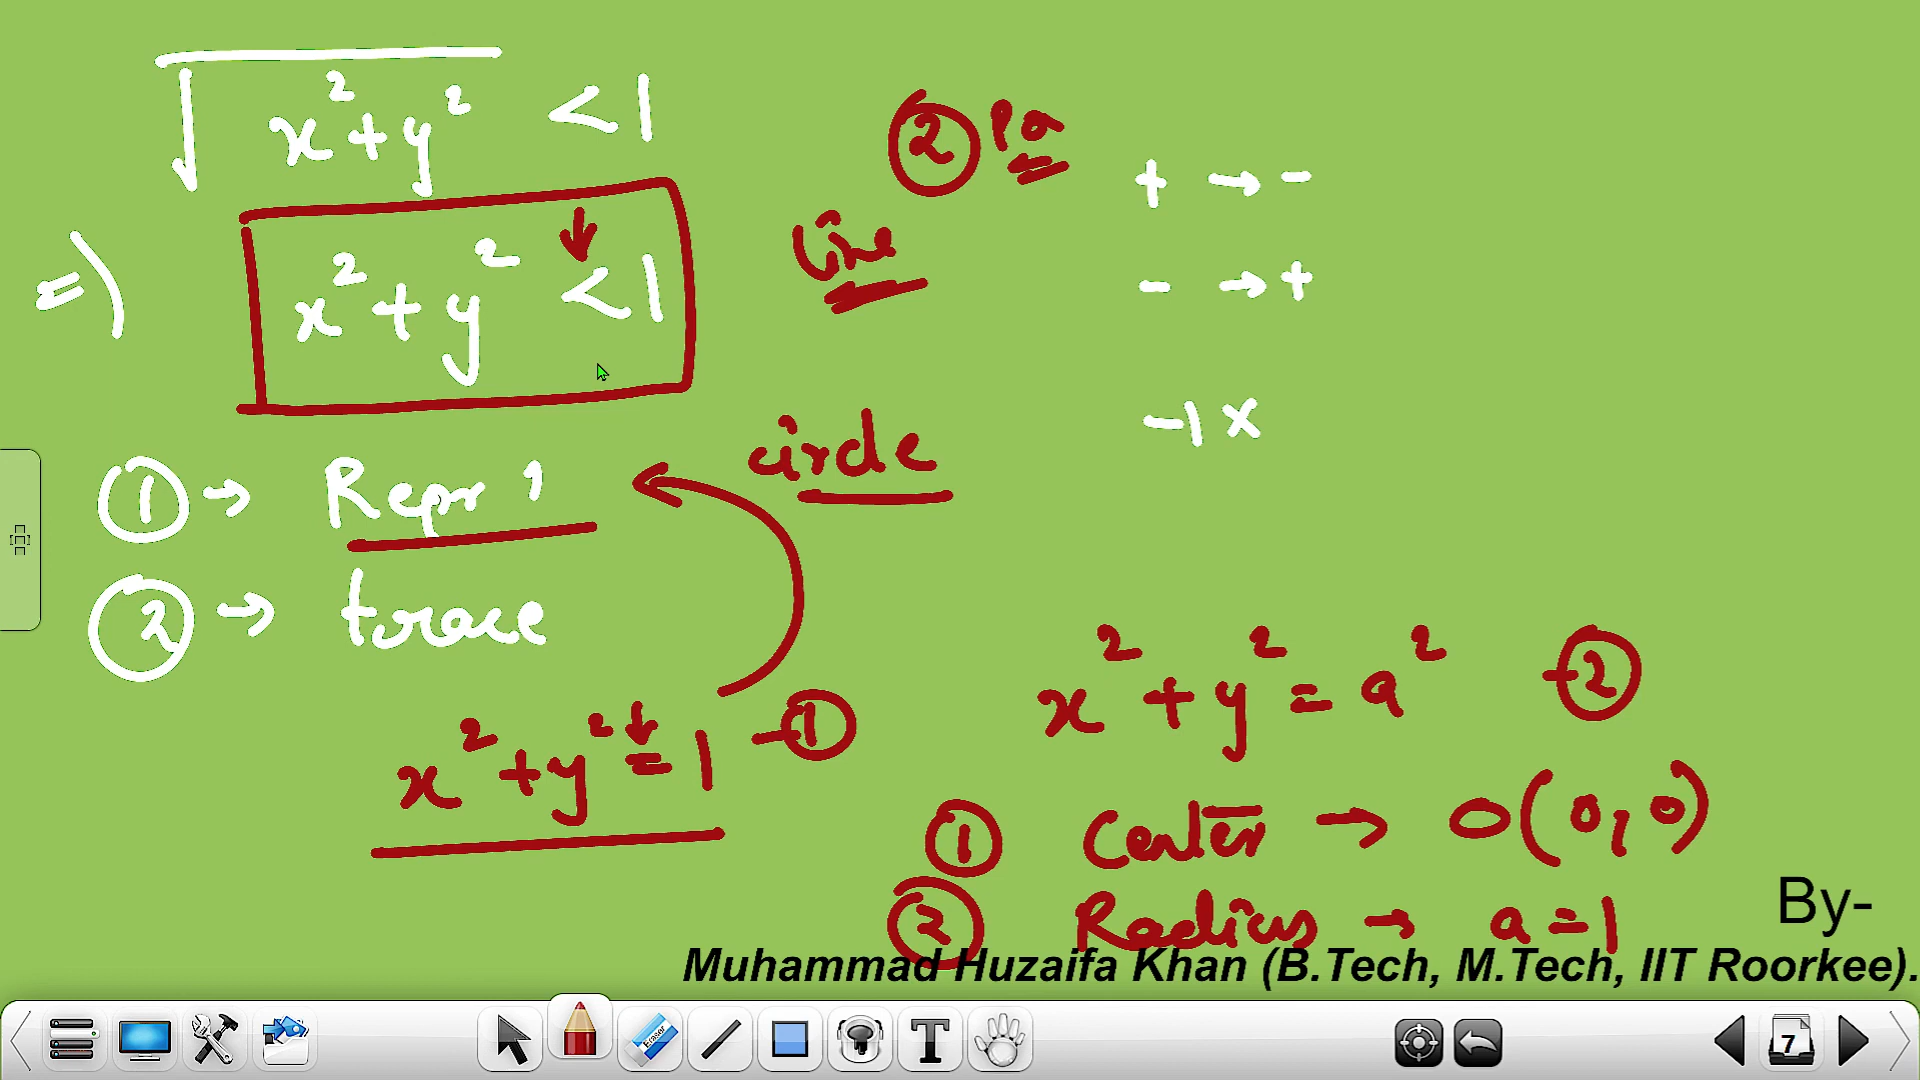 √x²+y² < 1
=) x²+y² < 1
① → Repr 1
② → trace
x²+y² = 1 -①
② Pa
Line
circle
+ → -
- → +
-1 x
x²+y² = a² -②
① Center → O(0,0)
② Radius → a=1
By-
Muhammad Huzaifa Khan (B.Tech, M.Tech, IIT Roorkee).
T
7